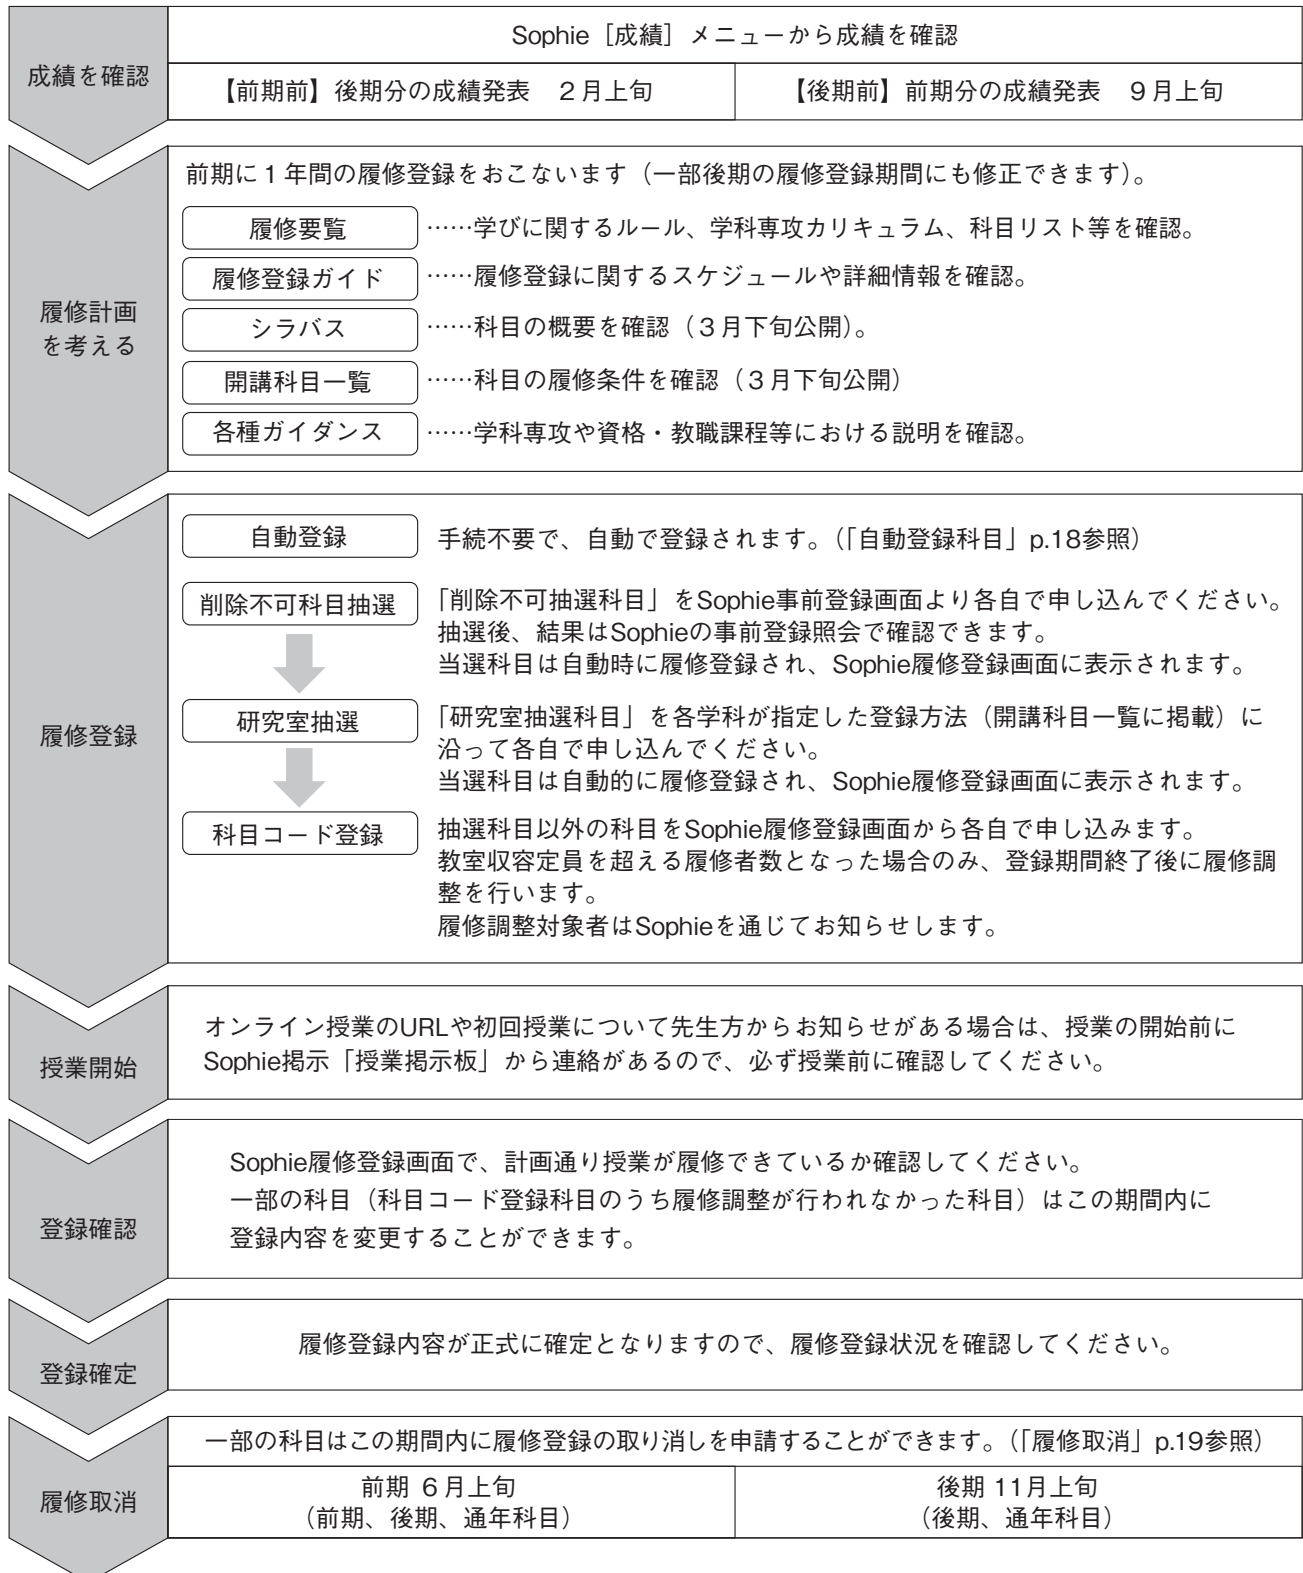 成績を確認
Sophie［成績］メニューから成績を確認
【前期前】後期分の成績発表　２月上旬
【後期前】前期分の成績発表　９月上旬
履修計画
を考える
前期に１年間の履修登録をおこないます（一部後期の履修登録期間にも修正できます）。
履修要覧 ……学びに関するルール、学科専攻カリキュラム、科目リスト等を確認。
履修登録ガイド ……履修登録に関するスケジュールや詳細情報を確認。
シラバス ……科目の概要を確認（３月下旬公開）。
開講科目一覧 ……科目の履修条件を確認（３月下旬公開）
各種ガイダンス ……学科専攻や資格・教職課程等における説明を確認。
履修登録
自動登録 手続不要で、自動で登録されます。（「自動登録科目」p.18参照）
削除不可科目抽選 「削除不可抽選科目」をSophie事前登録画面より各自で申し込んでください。
抽選後、結果はSophieの事前登録照会で確認できます。
当選科目は自動時に履修登録され、Sophie履修登録画面に表示されます。
研究室抽選 「研究室抽選科目」を各学科が指定した登録方法（開講科目一覧に掲載）に
沿って各自で申し込んでください。
当選科目は自動的に履修登録され、Sophie履修登録画面に表示されます。
科目コード登録 抽選科目以外の科目をSophie履修登録画面から各自で申し込みます。
教室収容定員を超える履修者数となった場合のみ、登録期間終了後に履修調
整を行います。
履修調整対象者はSophieを通じてお知らせします。
授業開始
オンライン授業のURLや初回授業について先生方からお知らせがある場合は、授業の開始前に
Sophie掲示「授業掲示板」から連絡があるので、必ず授業前に確認してください。
登録確認
Sophie履修登録画面で、計画通り授業が履修できているか確認してください。
一部の科目（科目コード登録科目のうち履修調整が行われなかった科目）はこの期間内に
登録内容を変更することができます。
登録確定
履修登録内容が正式に確定となりますので、履修登録状況を確認してください。
履修取消
一部の科目はこの期間内に履修登録の取り消しを申請することができます。（「履修取消」p.19参照）
前期 ６月上旬
（前期、後期、通年科目）
後期 11月上旬
（後期、通年科目）